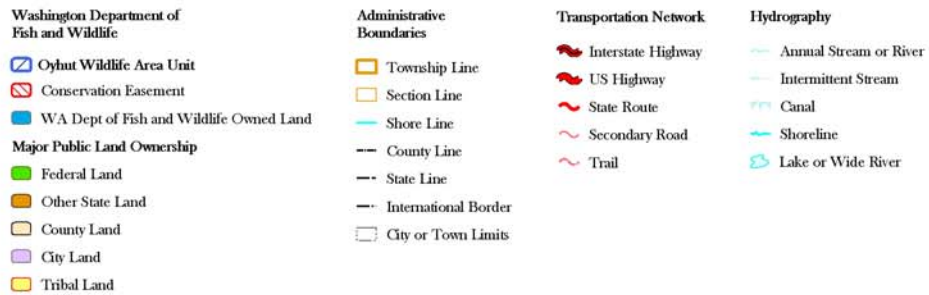 Washington Department of
Fish and Wildlife
Oyhut Wildlife Area Unit
Conservation Easement
WA Dept of Fish and Wildlife Owned Land
Major Public Land Ownership
Federal Land
Other State Land
County Land
City Land
Tribal Land
Administrative
Boundaries
Township Line
Section Line
Shore Line
County Line
State Line
International Border
City or Town Limits
Transportation Network
Interstate Highway
US Highway
State Route
Secondary Road
Trail
Hydrography
Annual Stream or River
Intermittent Stream
Canal
Shoreline
Lake or Wide River